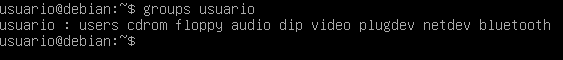 usuario@debian:~$ groups usuario
usuario : users cdrom floppy audio dip video plugdev netdev bluetooth
usuario@debian:~$